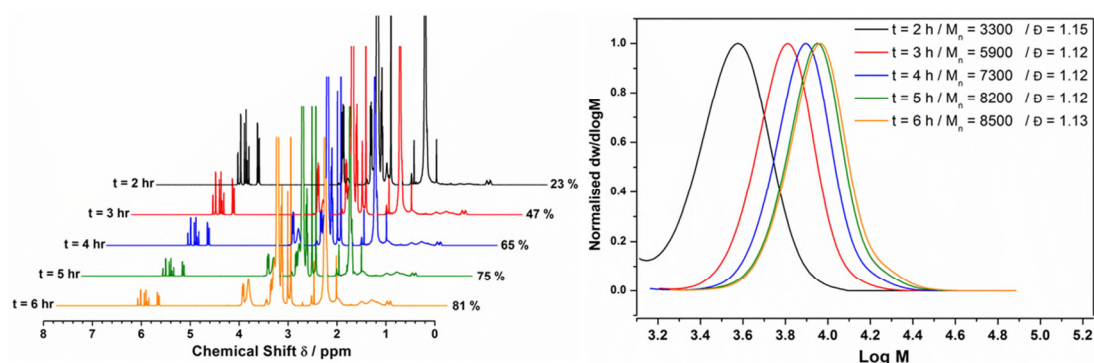 t = 2 hr
23 %
t = 3 hr
47 %
t = 4 hr
65 %
t = 5 hr
75 %
t = 6 hr
81 %
8 7 6 5 4 3 2 1 0
Chemical Shift δ / ppm
t = 2 h / Mn = 3300 / Đ = 1.15
t = 3 h / Mn = 5900 / Đ = 1.12
t = 4 h / Mn = 7300 / Đ = 1.12
t = 5 h / Mn = 8200 / Đ = 1.12
t = 6 h / Mn = 8500 / Đ = 1.13
Normalised dw/dlogM
1.0
0.8
0.6
0.4
0.2
0.0
3.2 3.4 3.6 3.8 4.0 4.2 4.4 4.6 4.8 5.0 5.2
Log M